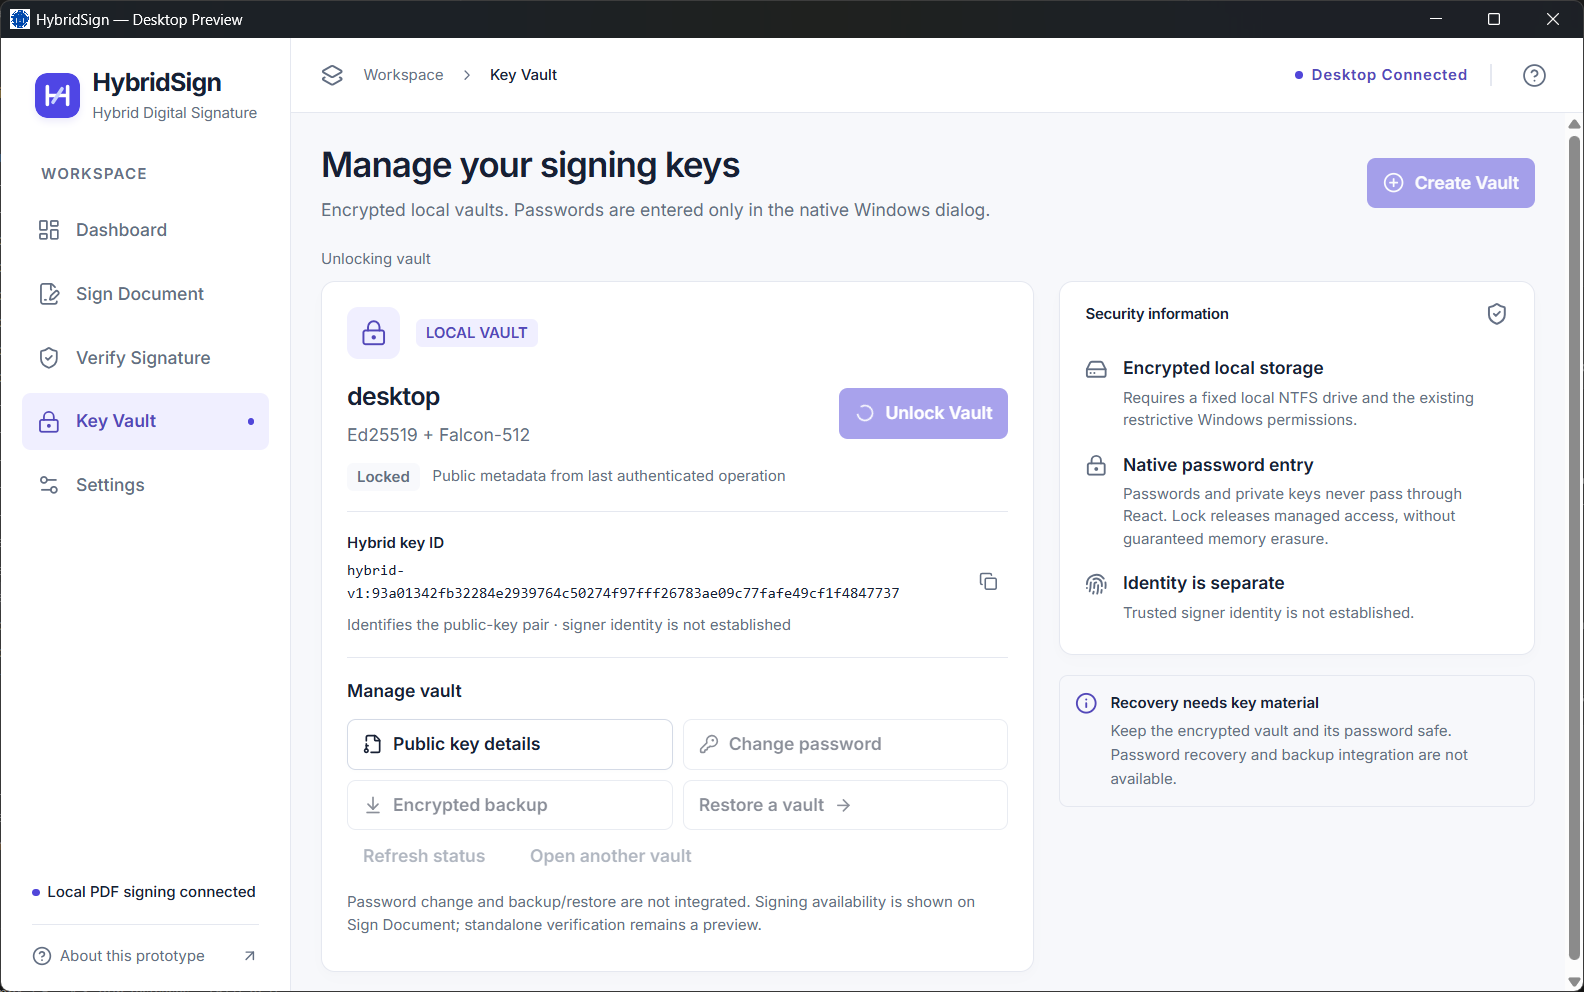 HybridSign — Desktop Preview
HybridSign
Hybrid Digital Signature
WORKSPACE
Dashboard
Sign Document
Verify Signature
Key Vault
Settings
Local PDF signing connected
About this prototype
Workspace
Key Vault
Desktop Connected
Manage your signing keys
Encrypted local vaults. Passwords are entered only in the native Windows dialog.
Create Vault
Unlocking vault
LOCAL VAULT
desktop
Ed25519 + Falcon-512
Unlock Vault
Locked
Public metadata from last authenticated operation
Hybrid key ID
hybrid-
v1:93a01342fb32284e2939764c50274f97fff26783ae09c77fafe49cf1f4847737
Identifies the public-key pair · signer identity is not established
Manage vault
Public key details
Change password
Encrypted backup
Restore a vault
Refresh status
Open another vault
Password change and backup/restore are not integrated. Signing availability is shown on
Sign Document; standalone verification remains a preview.
Security information
Encrypted local storage
Requires a fixed local NTFS drive and the existing
restrictive Windows permissions.
Native password entry
Passwords and private keys never pass through
React. Lock releases managed access, without
guaranteed memory erasure.
Identity is separate
Trusted signer identity is not established.
Recovery needs key material
Keep the encrypted vault and its password safe.
Password recovery and backup integration are not
available.